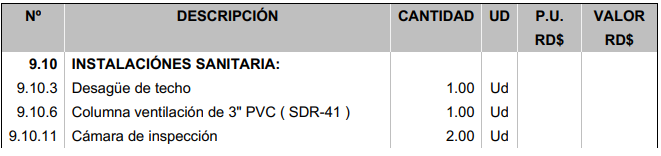 Nº DESCRIPCIÓN CANTIDAD UD P.U. RD$ VALOR RD$
9.10 INSTALACIÓNES SANITARIA:
9.10.3 Desagüe de techo 1.00 Ud
9.10.6 Columna ventilación de 3" PVC ( SDR-41 ) 1.00 Ud
9.10.11 Cámara de inspección 2.00 Ud